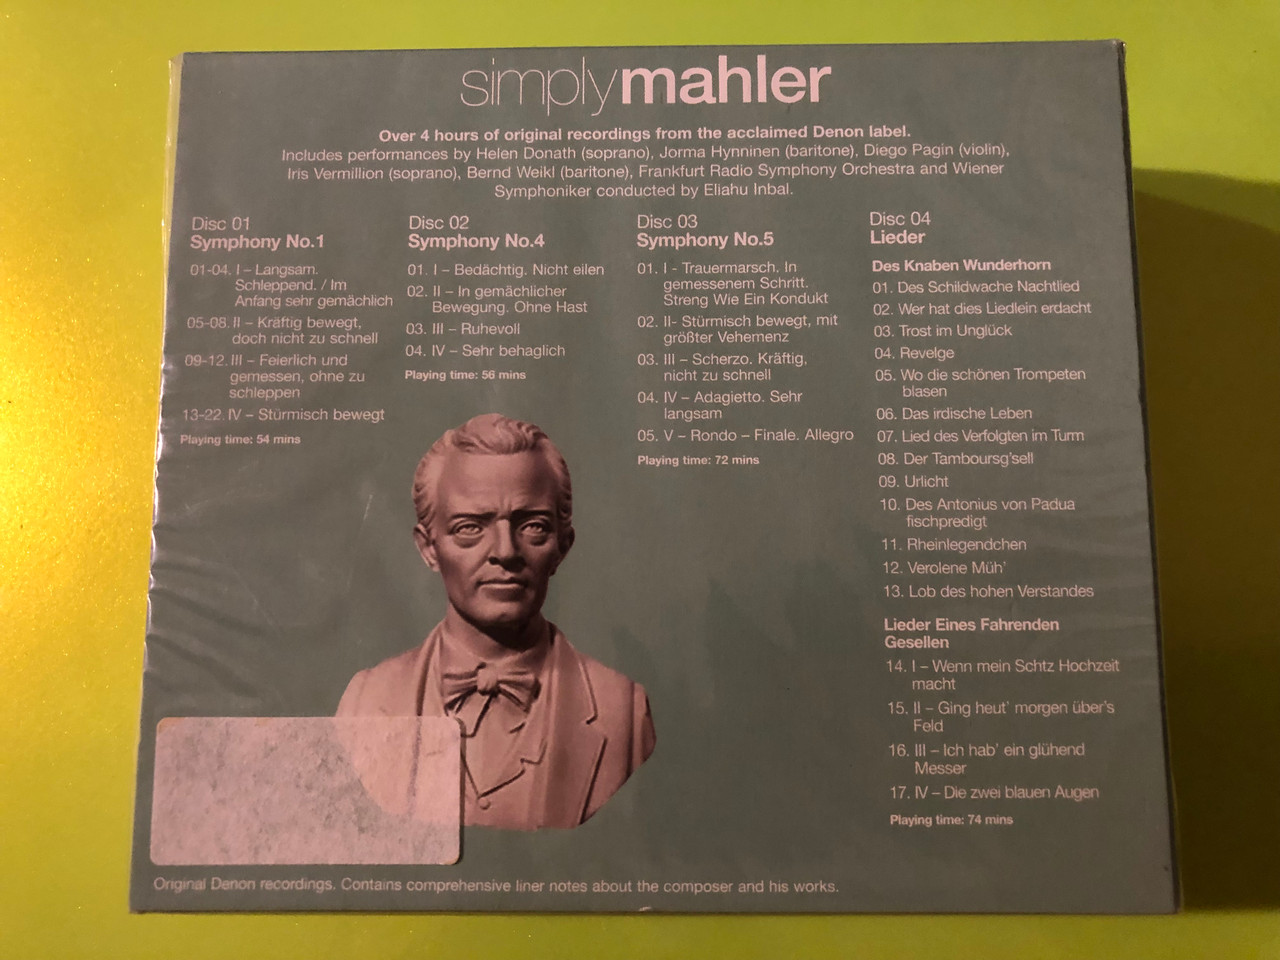 simplymahler
Over 4 hours of original recordings from the acclaimed Denon label.
Includes performances by Helen Donath (soprano), Jorma Hynninen (baritone), Diego Pagin (violin),
Iris Vermillion (soprano), Bernd Weikl (baritone), Frankfurt Radio Symphony Orchestra and Wiener
Symphoniker conducted by Eliahu Inbal.
Disc 01
Symphony No.1
01-04. I – Langsam.
Schleppend. / Im
Anfang sehr gemächlich
05-08. II – Kräftig bewegt,
doch nicht zu schnell
09-12. III – Feierlich und
gemessen, ohne zu
schleppen
13-22. IV – Stürmisch bewegt
Playing time: 54 mins
Disc 02
Symphony No.4
01. I – Bedächtig. Nicht eilen
02. II – In gemächlicher
Bewegung. Ohne Hast
03. III – Ruhevoll
04. IV – Sehr behaglich
Playing time: 56 mins
Disc 03
Symphony No.5
01. I - Trauermarsch. In
gemessenem Schritt.
Streng Wie Ein Kondukt
02. II- Stürmisch bewegt, mit
größter Vehemenz
03. III – Scherzo. Kräftig,
nicht zu schnell
04. IV – Adagietto. Sehr
langsam
05. V – Rondo – Finale. Allegro
Playing time: 72 mins
Disc 04
Lieder
Des Knaben Wunderhorn
01. Des Schildwache Nachtlied
02. Wer hat dies Liedlein erdacht
03. Trost im Unglück
04. Revelge
05. Wo die schönen Trompeten
blasen
06. Das irdische Leben
07. Lied des Verfolgten im Turm
08. Der Tamboursg'sell
09. Urlicht
10. Des Antonius von Padua
fischpredigt
11. Rheinlegendchen
12. Verolene Müh'
13. Lob des hohen Verstandes
Lieder Eines Fahrenden
Gesellen
14. I – Wenn mein Schtz Hochzeit
macht
15. II – Ging heut' morgen über's
Feld
16. III – Ich hab' ein glühend
Messer
17. IV – Die zwei blauen Augen
Playing time: 74 mins
Original Denon recordings. Contains comprehensive liner notes about the composer and his works.